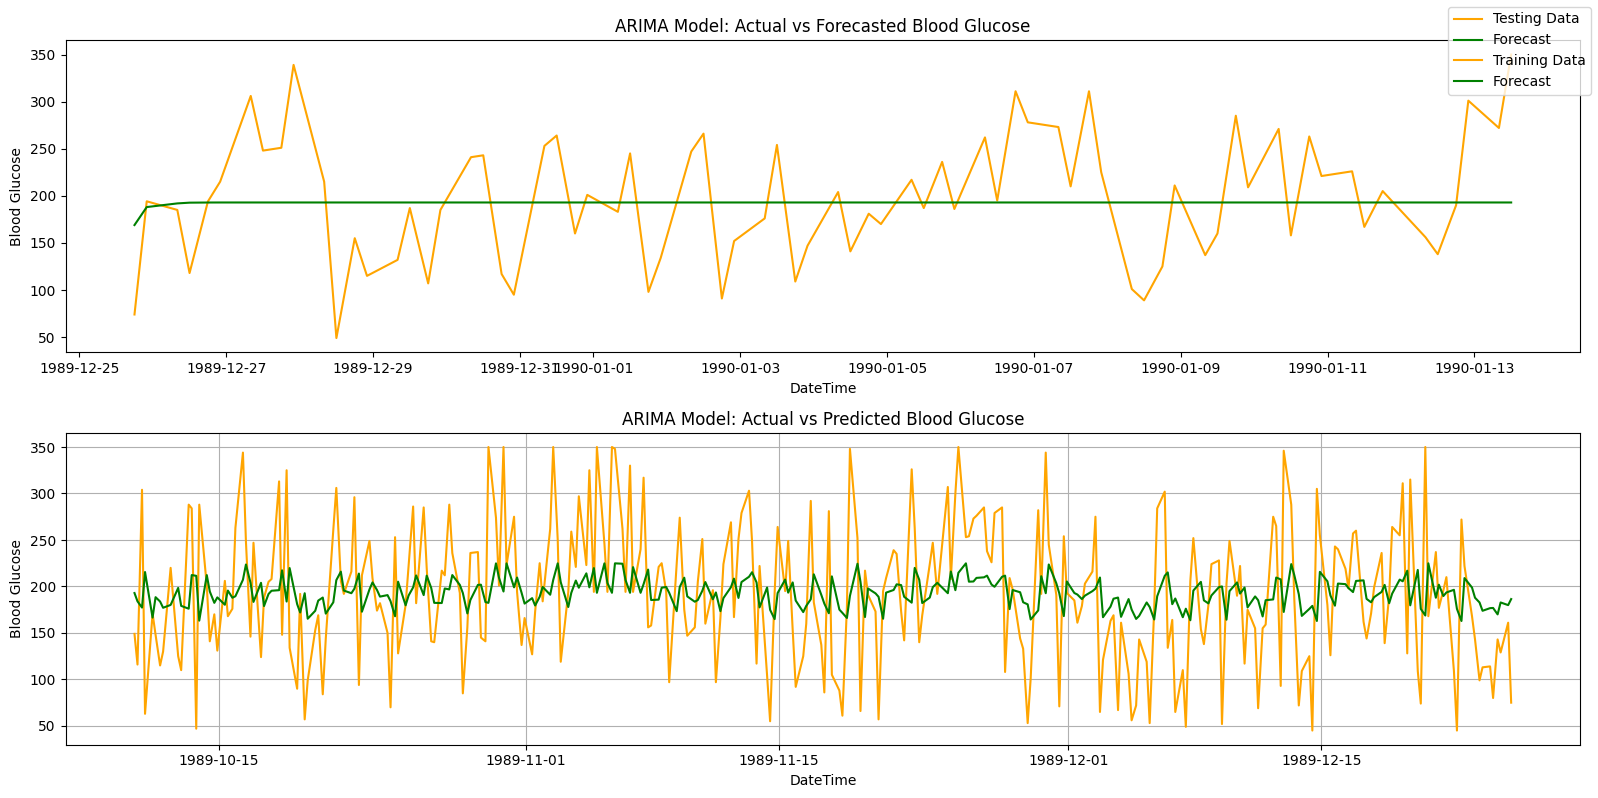 ARIMA Model: Actual vs Forecasted Blood Glucose
Testing Data
Forecast
Training Data
Forecast
Blood Glucose
350
300
250
200
150
100
50
1989-12-25 1989-12-27 1989-12-29 1989-12-31 1990-01-01 1990-01-03 1990-01-05 1990-01-07 1990-01-09 1990-01-11 1990-01-13
DateTime
ARIMA Model: Actual vs Predicted Blood Glucose
Blood Glucose
350
300
250
200
150
100
50
1989-10-15 1989-11-01 1989-11-15 1989-12-01 1989-12-15
DateTime